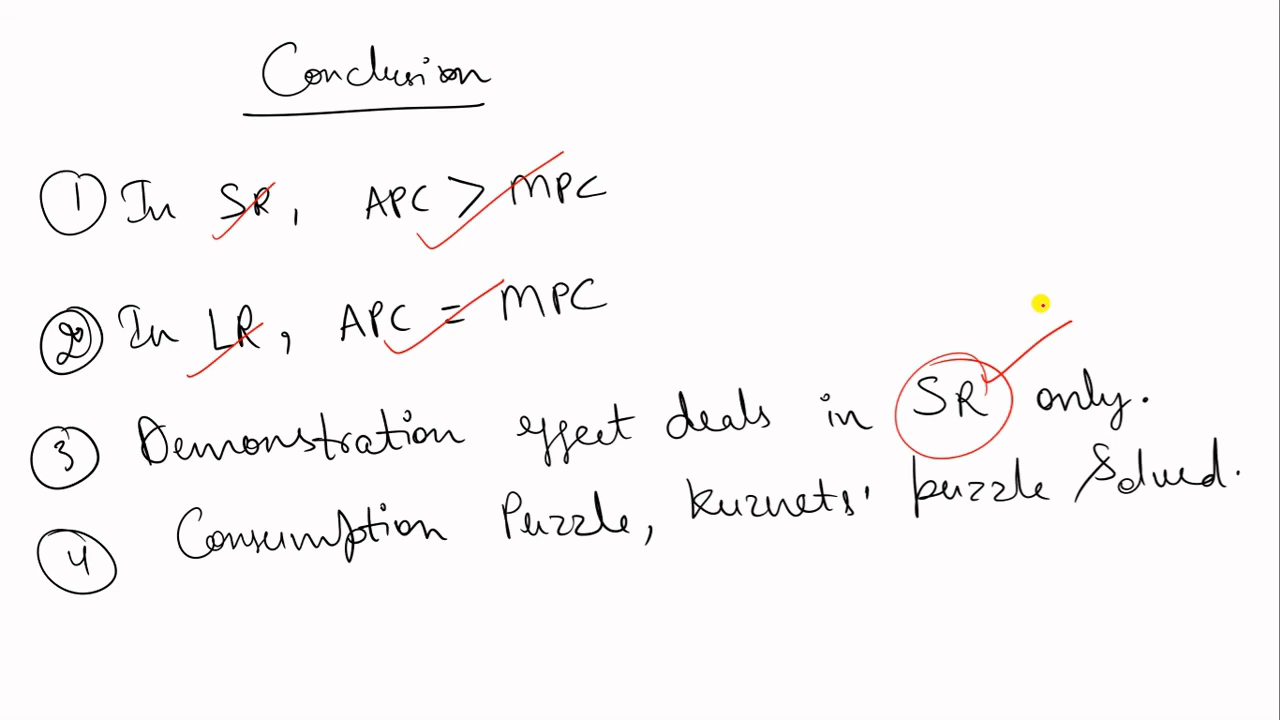 Conclusion
① In SR, APC > MPC
② In LR, APC = MPC
③ Demonstration effect deals in SR only.
④ Consumption Puzzle, Kuznets' puzzle solved.